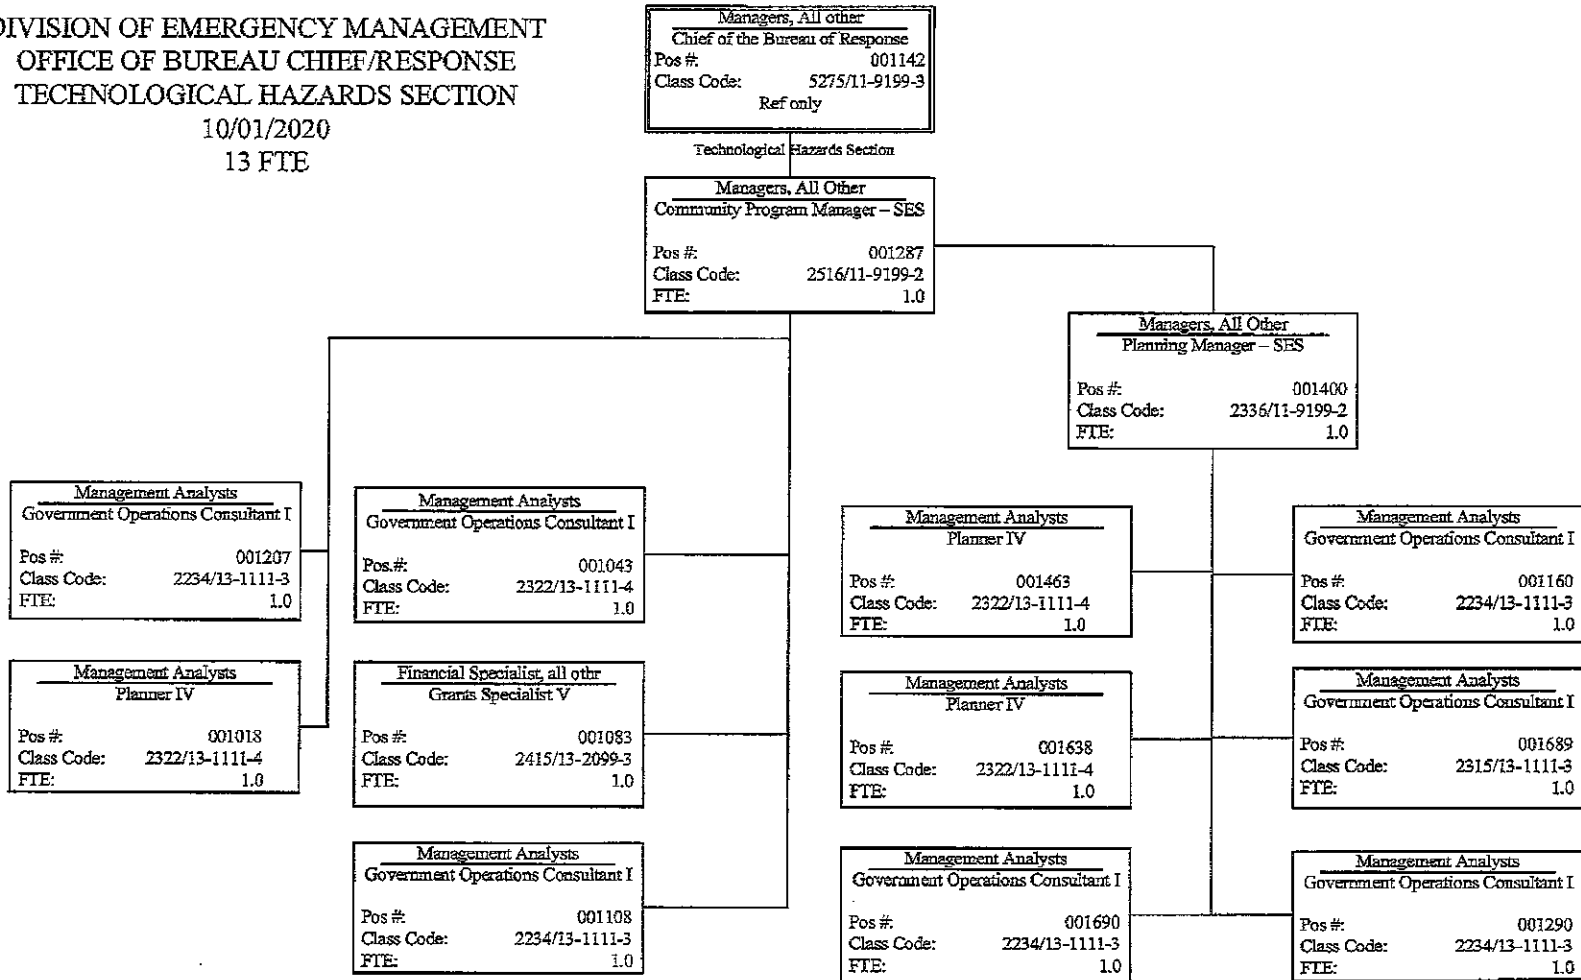 DIVISION OF EMERGENCY MANAGEMENT
OFFICE OF BUREAU CHIEF/RESPONSE
TECHNOLOGICAL HAZARDS SECTION
10/01/2020
13 FTE
Managers, All other
Chief of the Bureau of Response
Pos #: 001142
Class Code: 5275/11-9199-3
Ref only
Technological Hazards Section
Managers, All Other
Community Program Manager – SES
Pos #: 001287
Class Code: 2516/11-9199-2
FTE: 1.0
Managers, All Other
Planning Manager – SES
Pos #: 001400
Class Code: 2336/11-9199-2
FTE: 1.0
Management Analysts
Government Operations Consultant I
Pos #: 001207
Class Code: 2234/13-1111-3
FTE: 1.0
Management Analysts
Government Operations Consultant I
Pos.#: 001043
Class Code: 2322/13-1111-4
FTE: 1.0
Management Analysts
Planner IV
Pos #: 001463
Class Code: 2322/13-1111-4
FTE: 1.0
Management Analysts
Government Operations Consultant I
Pos #: 001160
Class Code: 2234/13-1111-3
FTE: 1.0
Management Analysts
Planner IV
Pos #: 001018
Class Code: 2322/13-1111-4
FTE: 1.0
Financial Specialist, all othr
Grants Specialist V
Pos #: 001083
Class Code: 2415/13-2099-3
FTE: 1.0
Management Analysts
Planner IV
Pos #: 001638
Class Code: 2322/13-1111-4
FTE: 1.0
Management Analysts
Government Operations Consultant I
Pos #: 001689
Class Code: 2315/13-1111-3
FTE: 1.0
Management Analysts
Government Operations Consultant I
Pos #: 001108
Class Code: 2234/13-1111-3
FTE: 1.0
Management Analysts
Government Operations Consultant I
Pos #: 001690
Class Code: 2234/13-1111-3
FTE: 1.0
Management Analysts
Government Operations Consultant I
Pos #: 001290
Class Code: 2234/13-1111-3
FTE: 1.0